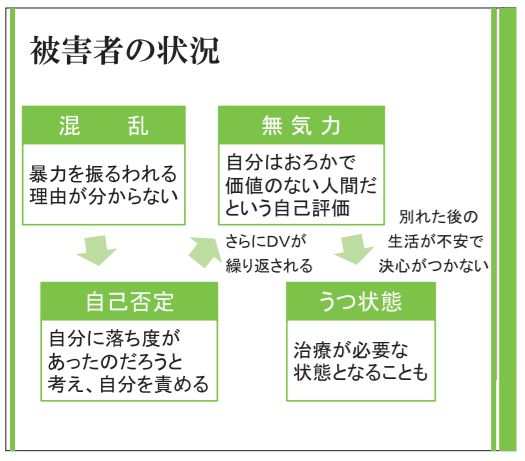 被害者の状況
混 乱
暴力を振るわれる
理由が分からない
自己否定
自分に落ち度が
あったのだろうと
考え、自分を責める
さらにDVが
繰り返される
無気力
自分はおろかで
価値のない人間だ
という自己評価
別れた後の
生活が不安で
決心がつかない
うつ状態
治療が必要な
状態となることも